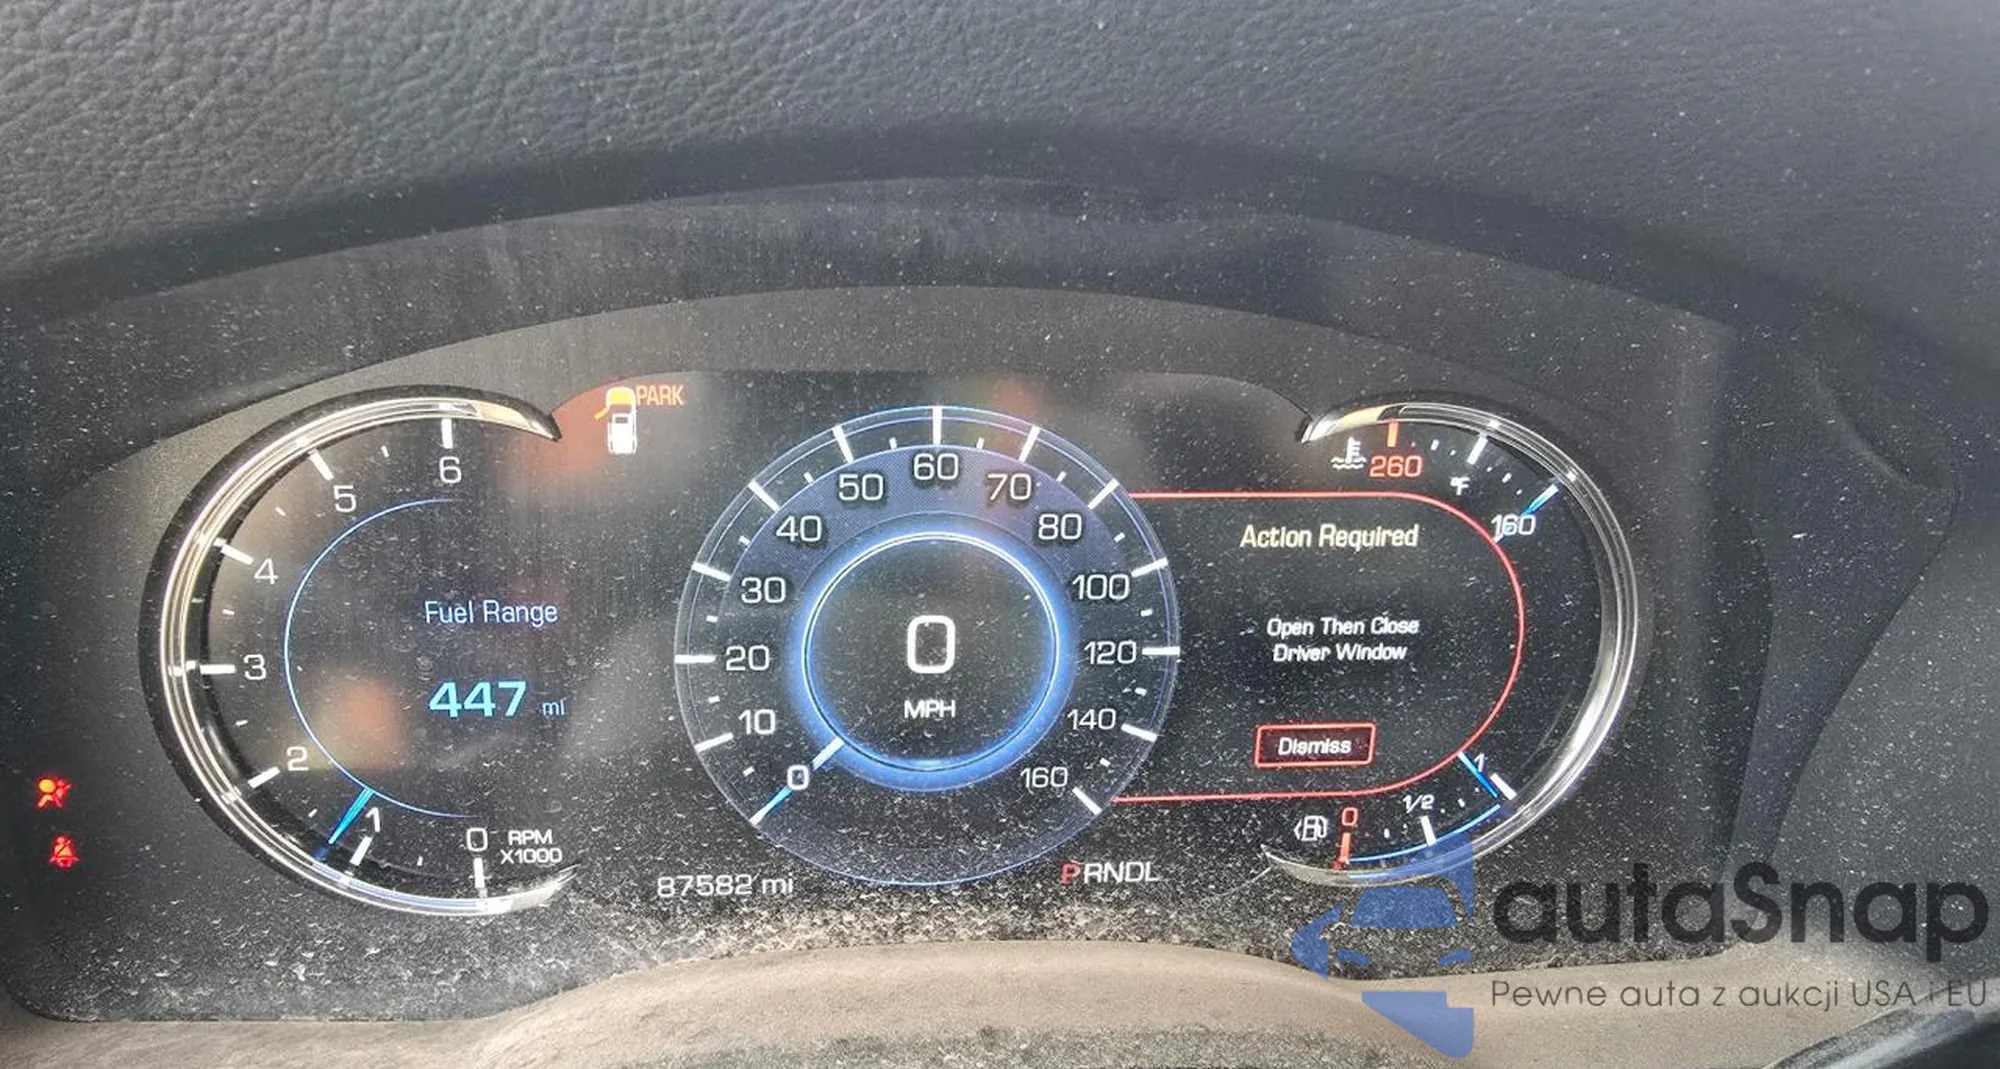 PARK
6
5
4
3
2
1
0
RPM
X1000
Fuel Range
447 mi
87582 mi
0
10
20
30
40
50
60
70
80
100
120
140
160
0
MPH
PRNDL
260
°F
160
Action Required
Open Then Close
Driver Window
Dismiss
1
1/2
0
autaSnap
Pewne auta z aukcji USA i EU